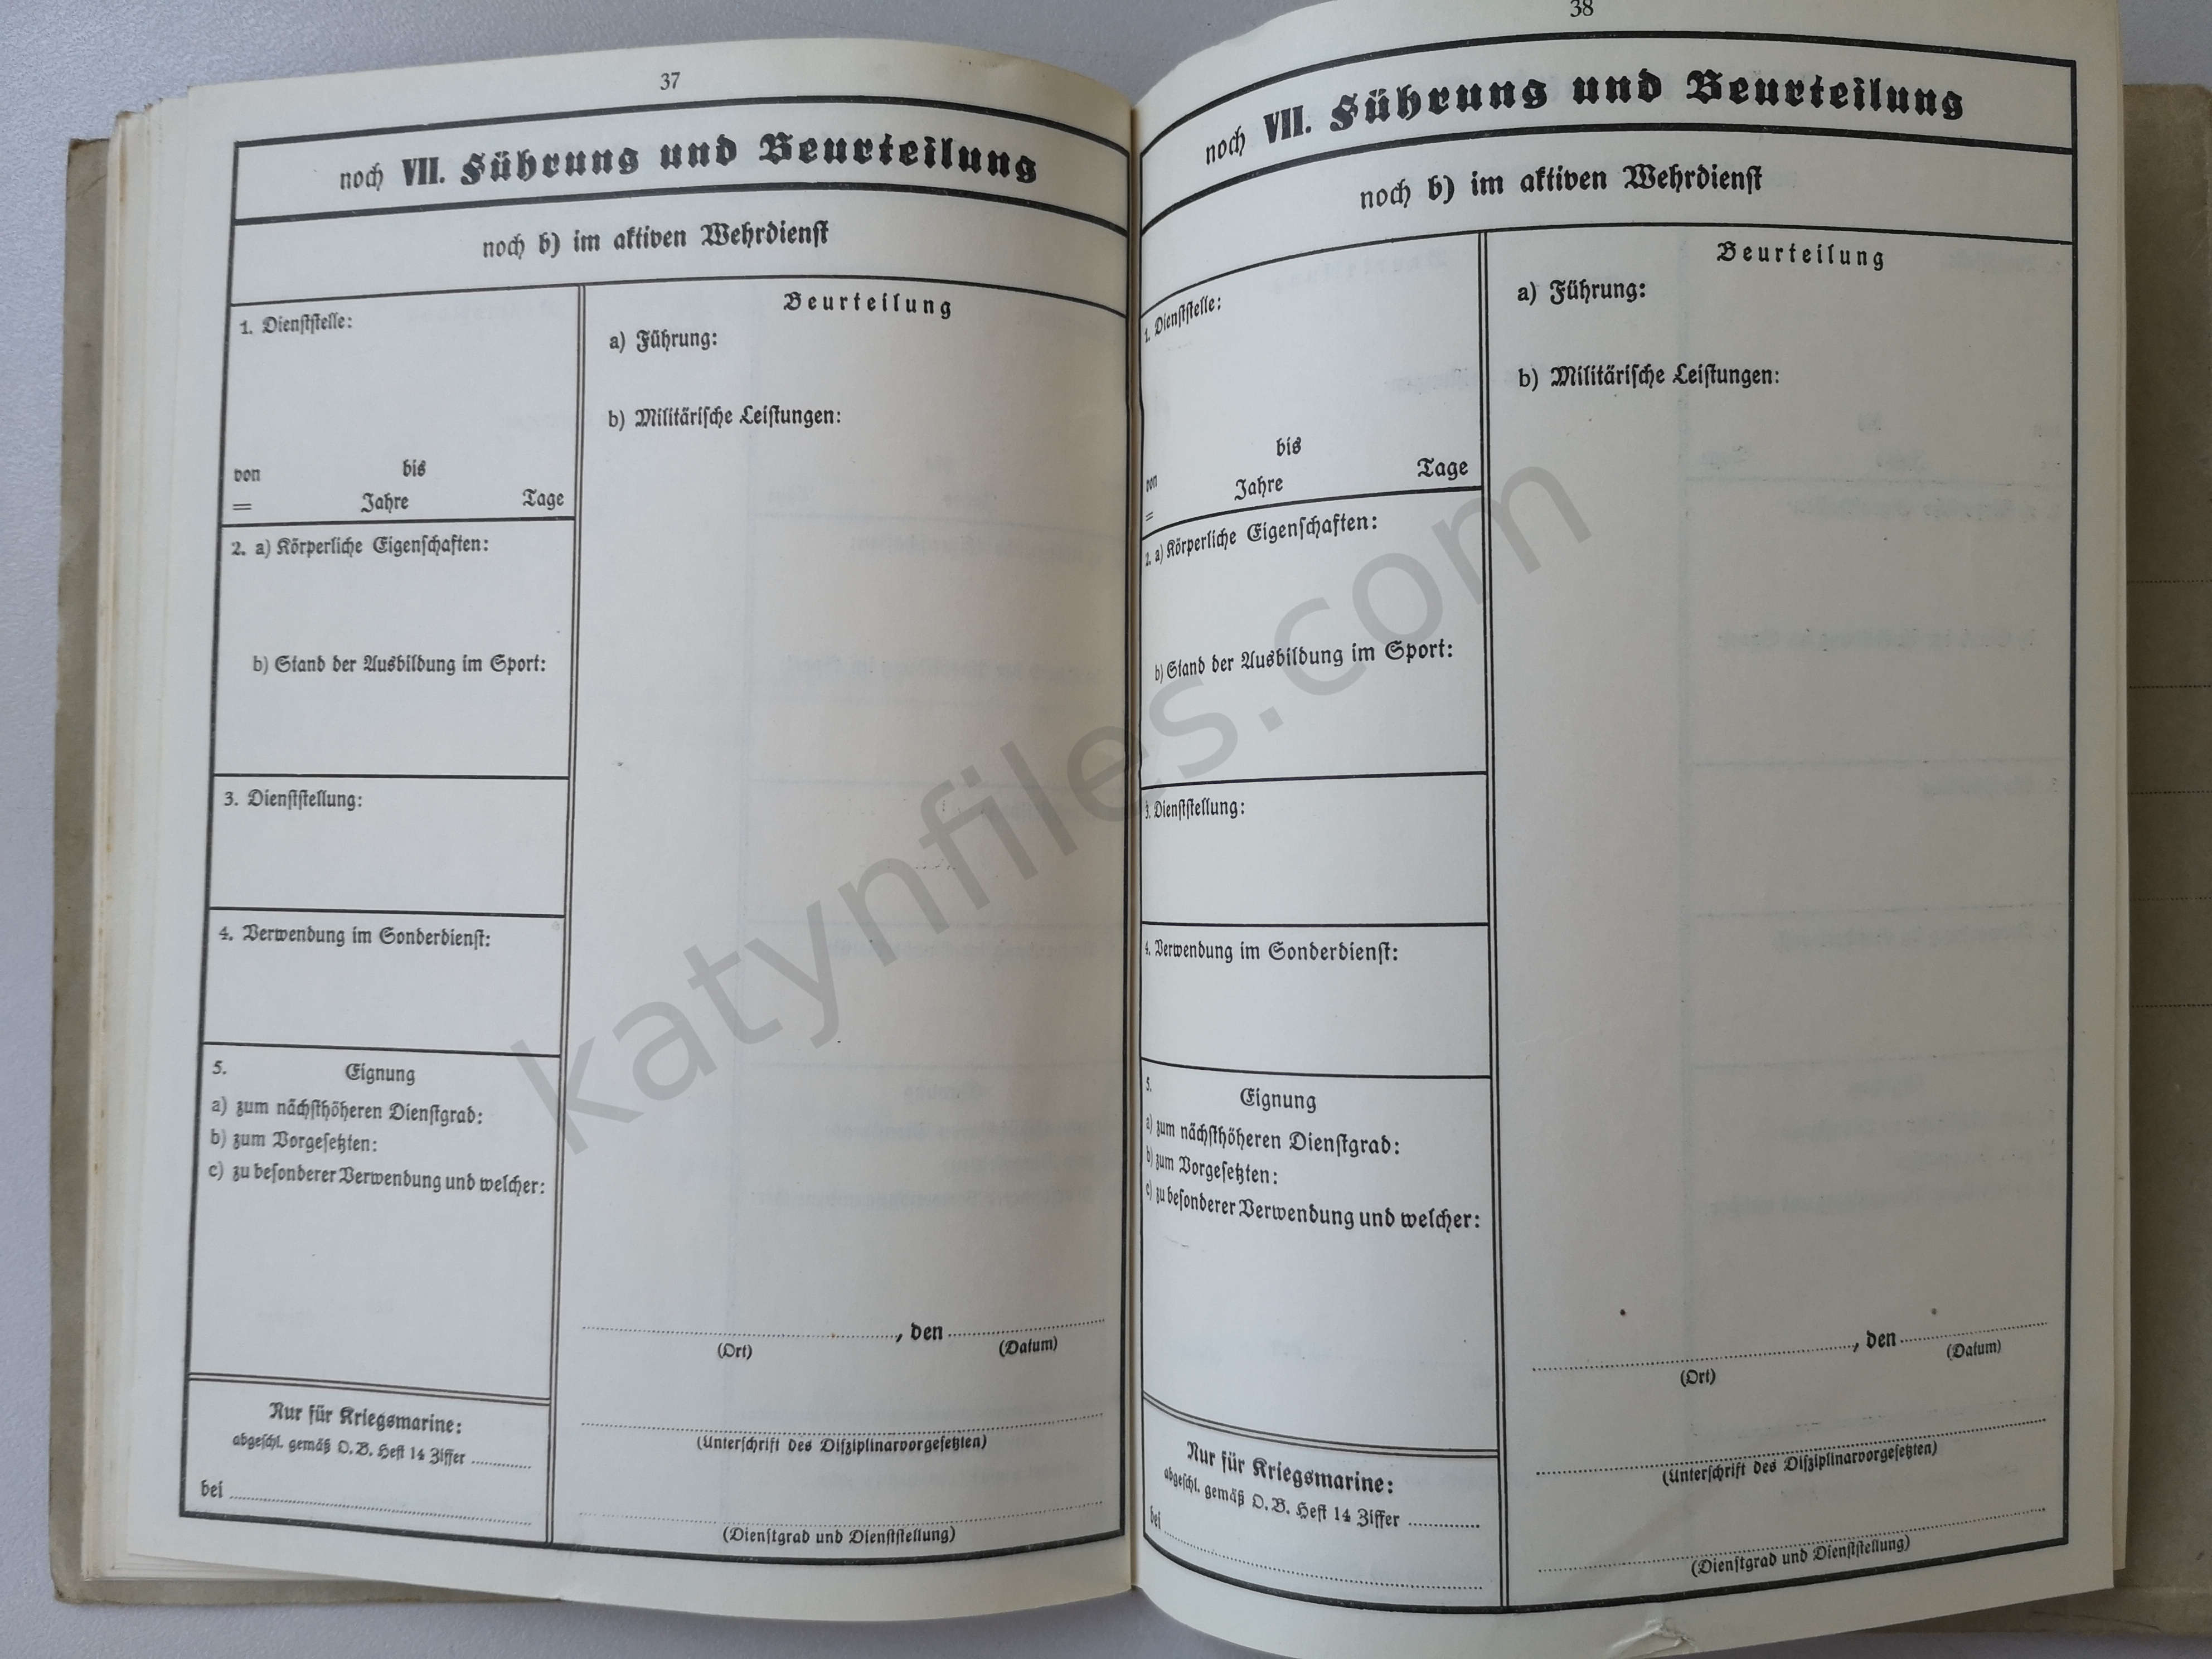 37
noch VII. Führung und Beurteilung
noch b) im aktiven Wehrdienſt
1. Dienſtſtelle:
von bis
= Jahre Tage
2. a) Körperliche Eigenſchaften:
b) Stand der Ausbildung im Sport:
3. Dienſtſtellung:
4. Verwendung im Sonderdienſt:
5. Eignung
a) zum nächſthöheren Dienſtgrad:
b) zum Vorgeſetzten:
c) zu beſonderer Verwendung und welcher:
Nur für Kriegsmarine:
abgeſchl. gemäß O. B. Heft 14 Ziffer
bei
Beurteilung
a) Führung:
b) Militäriſche Leiſtungen:
, den
(Ort) (Datum)
(Unterſchrift des Diſziplinarvorgeſetzten)
(Dienſtgrad und Dienſtſtellung)
38
noch VII. Führung und Beurteilung
noch b) im aktiven Wehrdienſt
1. Dienſtſtelle:
von bis
= Jahre Tage
2. a) Körperliche Eigenſchaften:
b) Stand der Ausbildung im Sport:
3. Dienſtſtellung:
4. Verwendung im Sonderdienſt:
5. Eignung
a) zum nächſthöheren Dienſtgrad:
b) zum Vorgeſetzten:
c) zu beſonderer Verwendung und welcher:
Nur für Kriegsmarine:
abgeſchl. gemäß O. B. Heft 14 Ziffer
bei
Beurteilung
a) Führung:
b) Militäriſche Leiſtungen:
, den
(Ort) (Datum)
(Unterſchrift des Diſziplinarvorgeſetzten)
(Dienſtgrad und Dienſtſtellung)
katynfiles.com